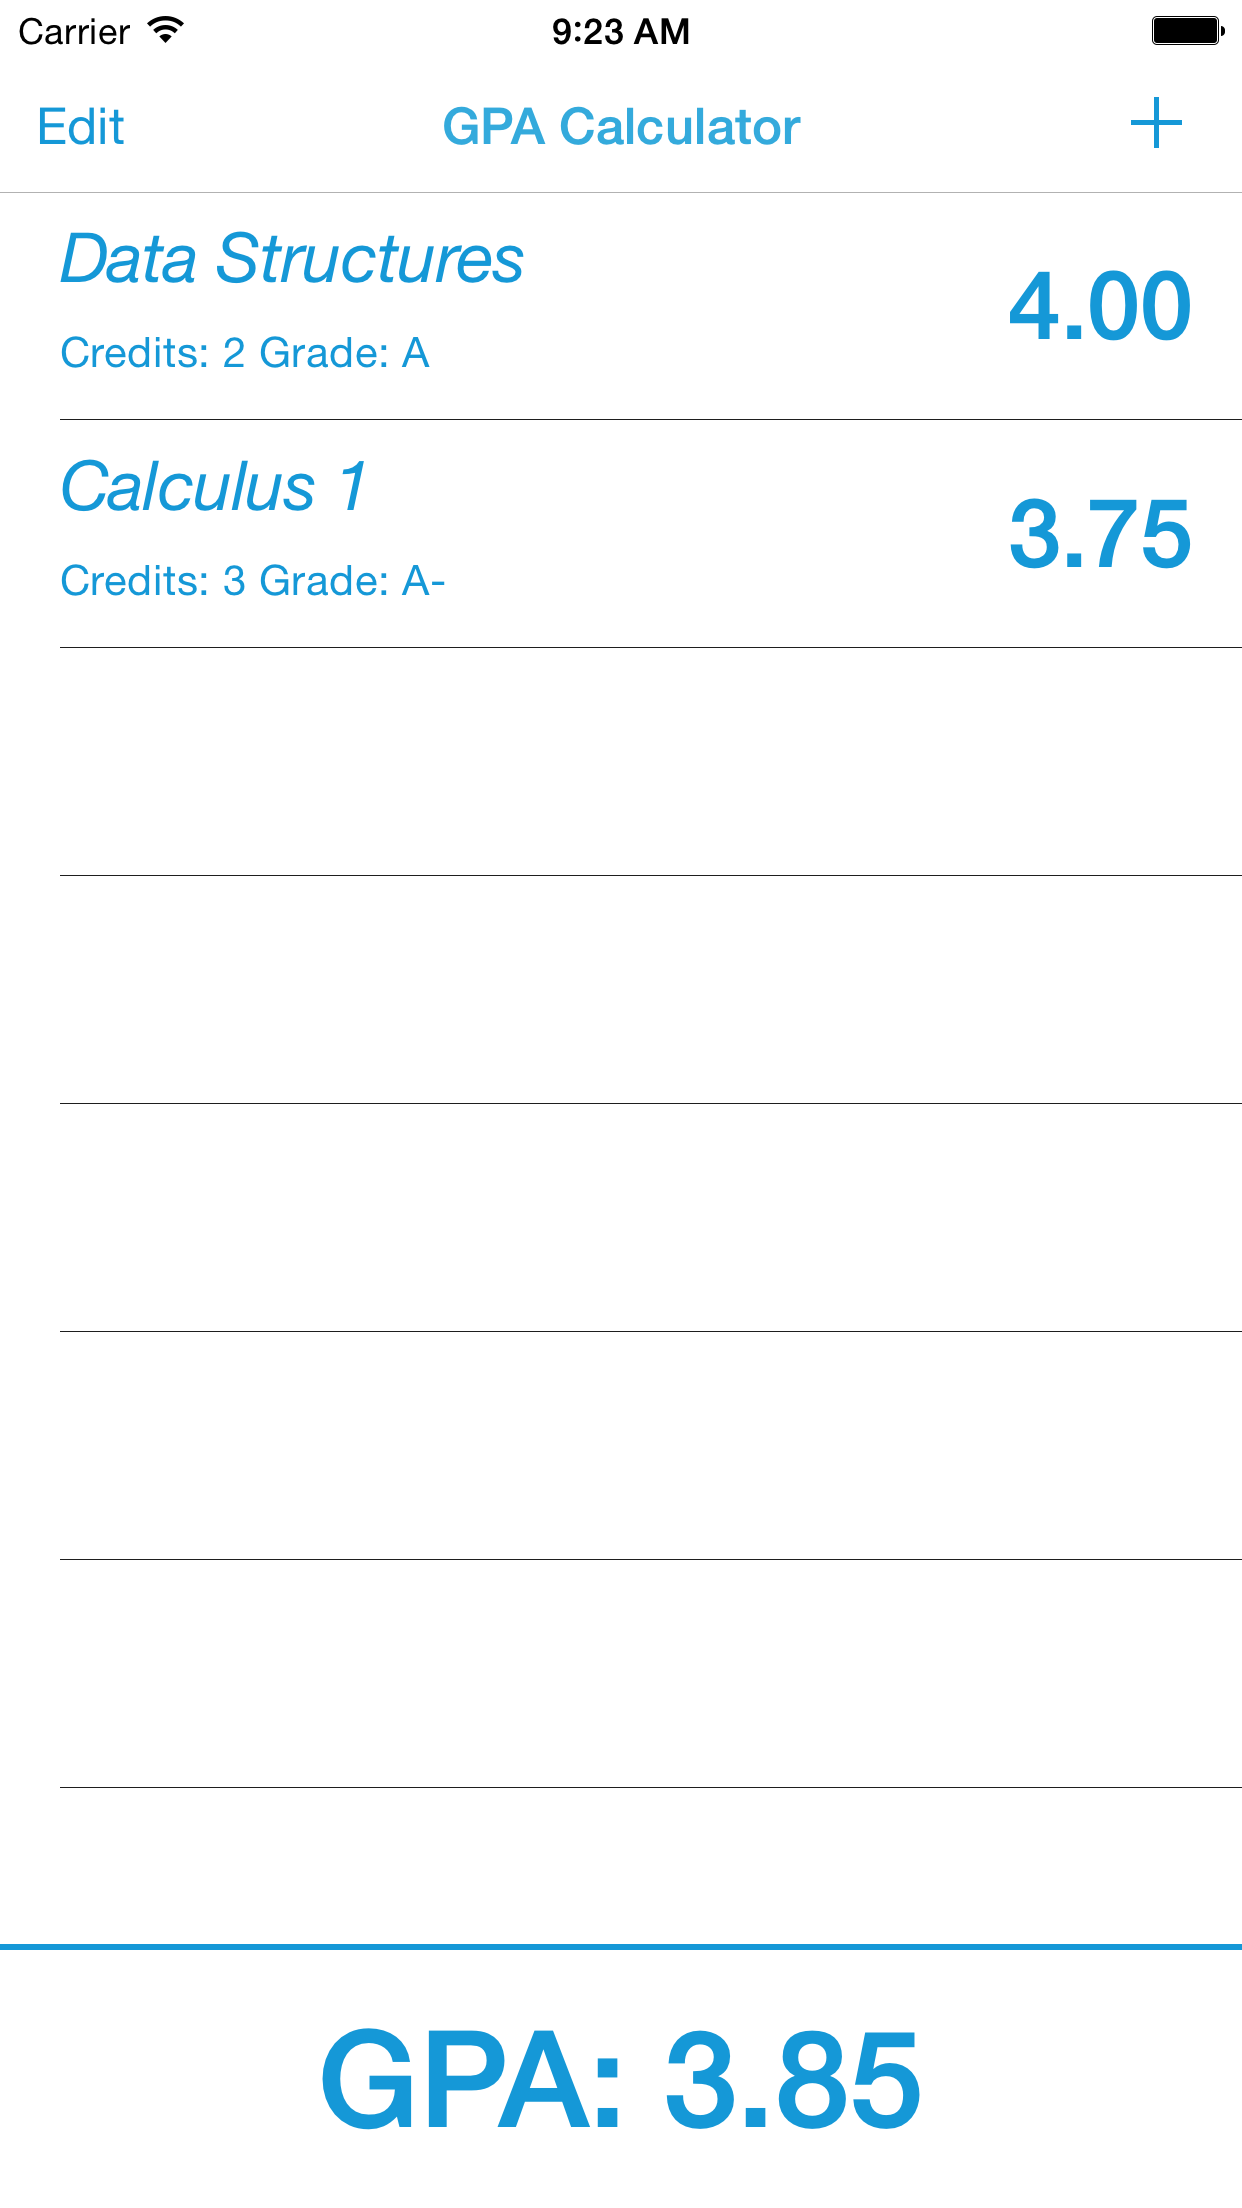 Carrier 9:23 AM
Edit GPA Calculator +
Data Structures
4.00
Credits: 2 Grade: A
Calculus 1
3.75
Credits: 3 Grade: A-
GPA: 3.85